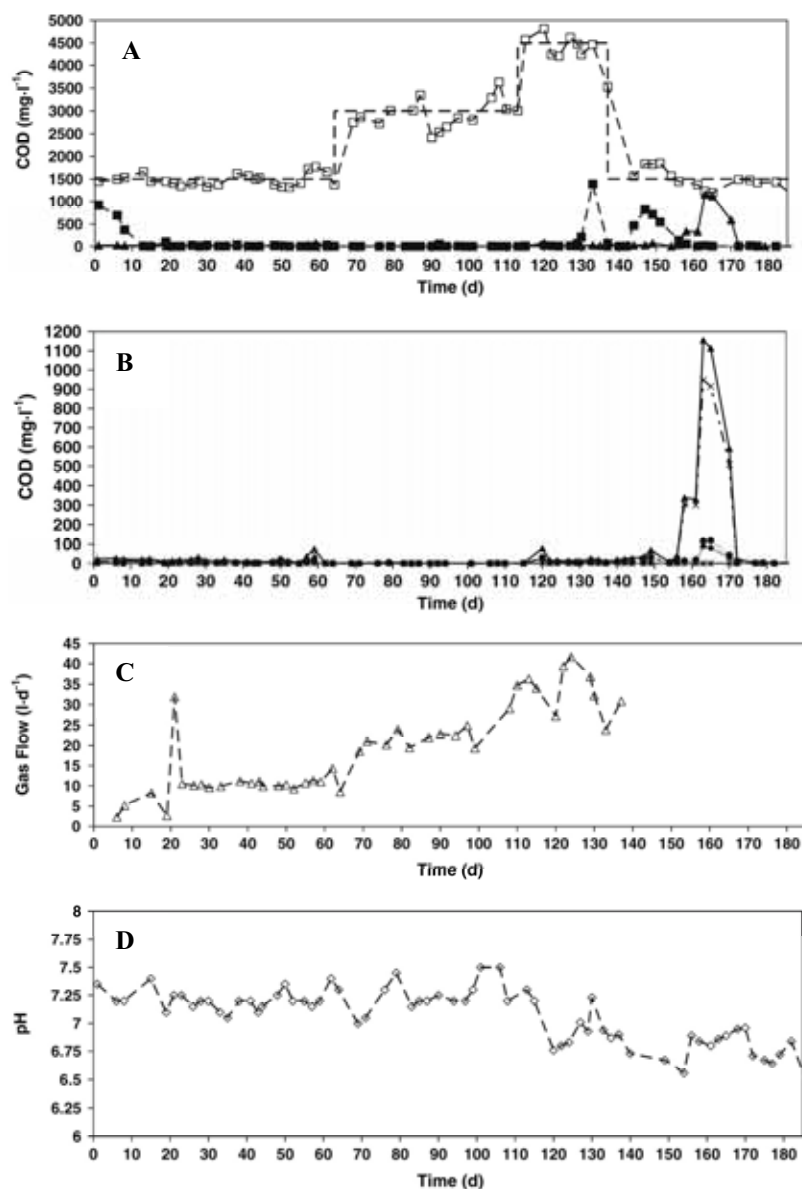 A
COD (mg·l⁻¹)
5000
4500
4000
3500
3000
2500
2000
1500
1000
500
0
0 10 20 30 40 50 60 70 80 90 100 110 120 130 140 150 160 170 180
Time (d)
B
COD (mg·l⁻¹)
1200
1100
1000
900
800
700
600
500
400
300
200
100
0
0 10 20 30 40 50 60 70 80 90 100 110 120 130 140 150 160 170 180
Time (d)
C
Gas Flow (l·d⁻¹)
45
40
35
30
25
20
15
10
5
0
0 10 20 30 40 50 60 70 80 90 100 110 120 130 140 150 160 170 180
Time (d)
D
pH
8
7.75
7.5
7.25
7
6.75
6.5
6.25
6
0 10 20 30 40 50 60 70 80 90 100 110 120 130 140 150 160 170 180
Time (d)